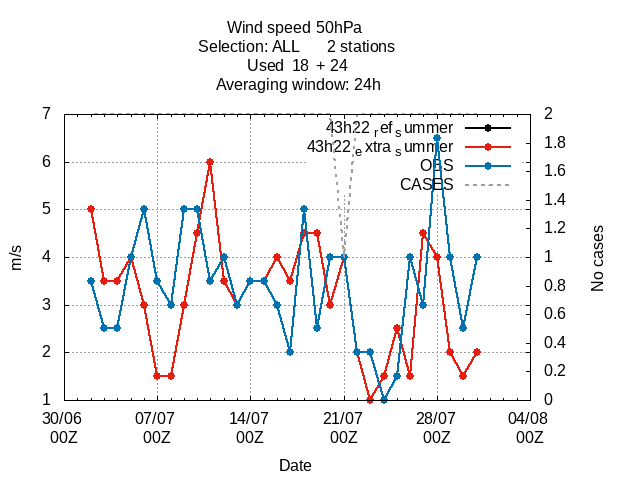 Wind speed 50hPa
Selection: ALL 2 stations
Used 18 + 24
Averaging window: 24h
7
6
5
4
3
2
1
m/s
2
1.8
1.6
1.4
1.2
1
0.8
0.6
0.4
0.2
0
No cases
43h22 refs ummer
43h22 extra summer
OBS
CASES
30/06 07/07 14/07 21/07 28/07 04/08
00Z 00Z 00Z 00Z 00Z 00Z
Date